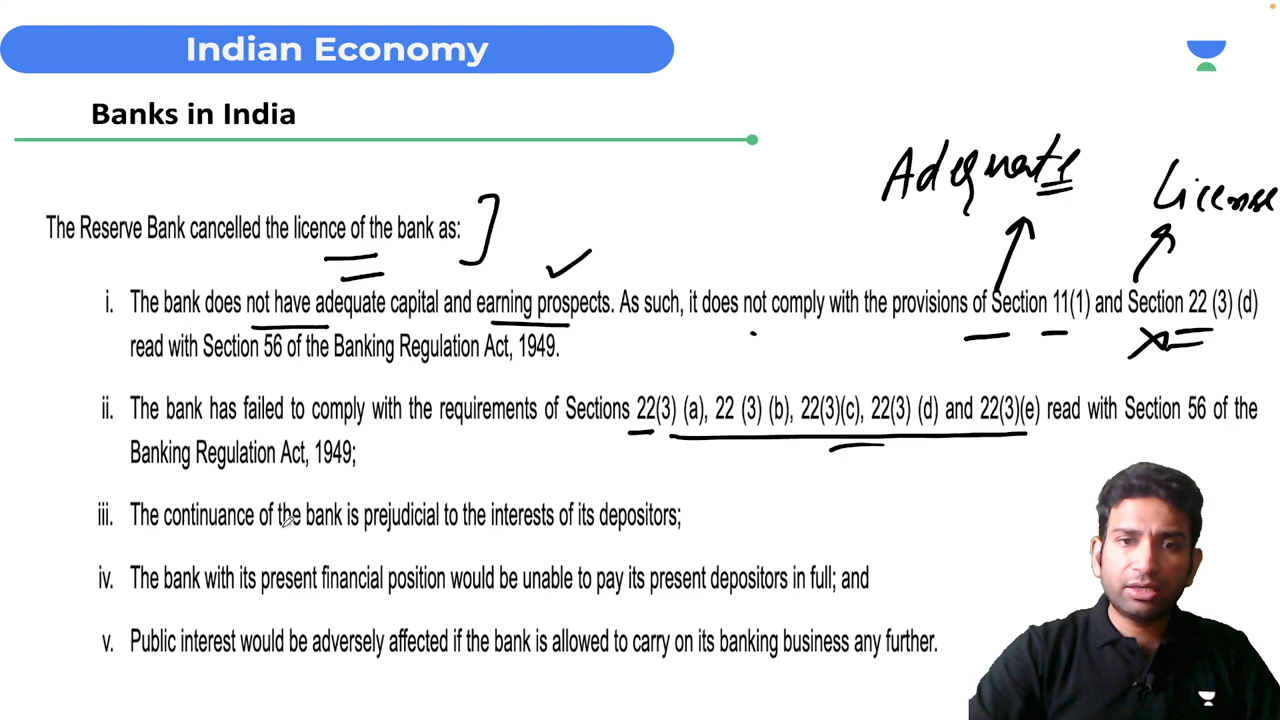 Indian Economy
Banks in India
Adequate
License
The Reserve Bank cancelled the licence of the bank as:
i. The bank does not have adequate capital and earning prospects. As such, it does not comply with the provisions of Section 11(1) and Section 22 (3) (d)
read with Section 56 of the Banking Regulation Act, 1949.
ii. The bank has failed to comply with the requirements of Sections 22(3) (a), 22 (3) (b), 22(3)(c), 22(3) (d) and 22(3)(e) read with Section 56 of the
Banking Regulation Act, 1949;
iii. The continuance of the bank is prejudicial to the interests of its depositors;
iv. The bank with its present financial position would be unable to pay its present depositors in full; and
v. Public interest would be adversely affected if the bank is allowed to carry on its banking business any further.